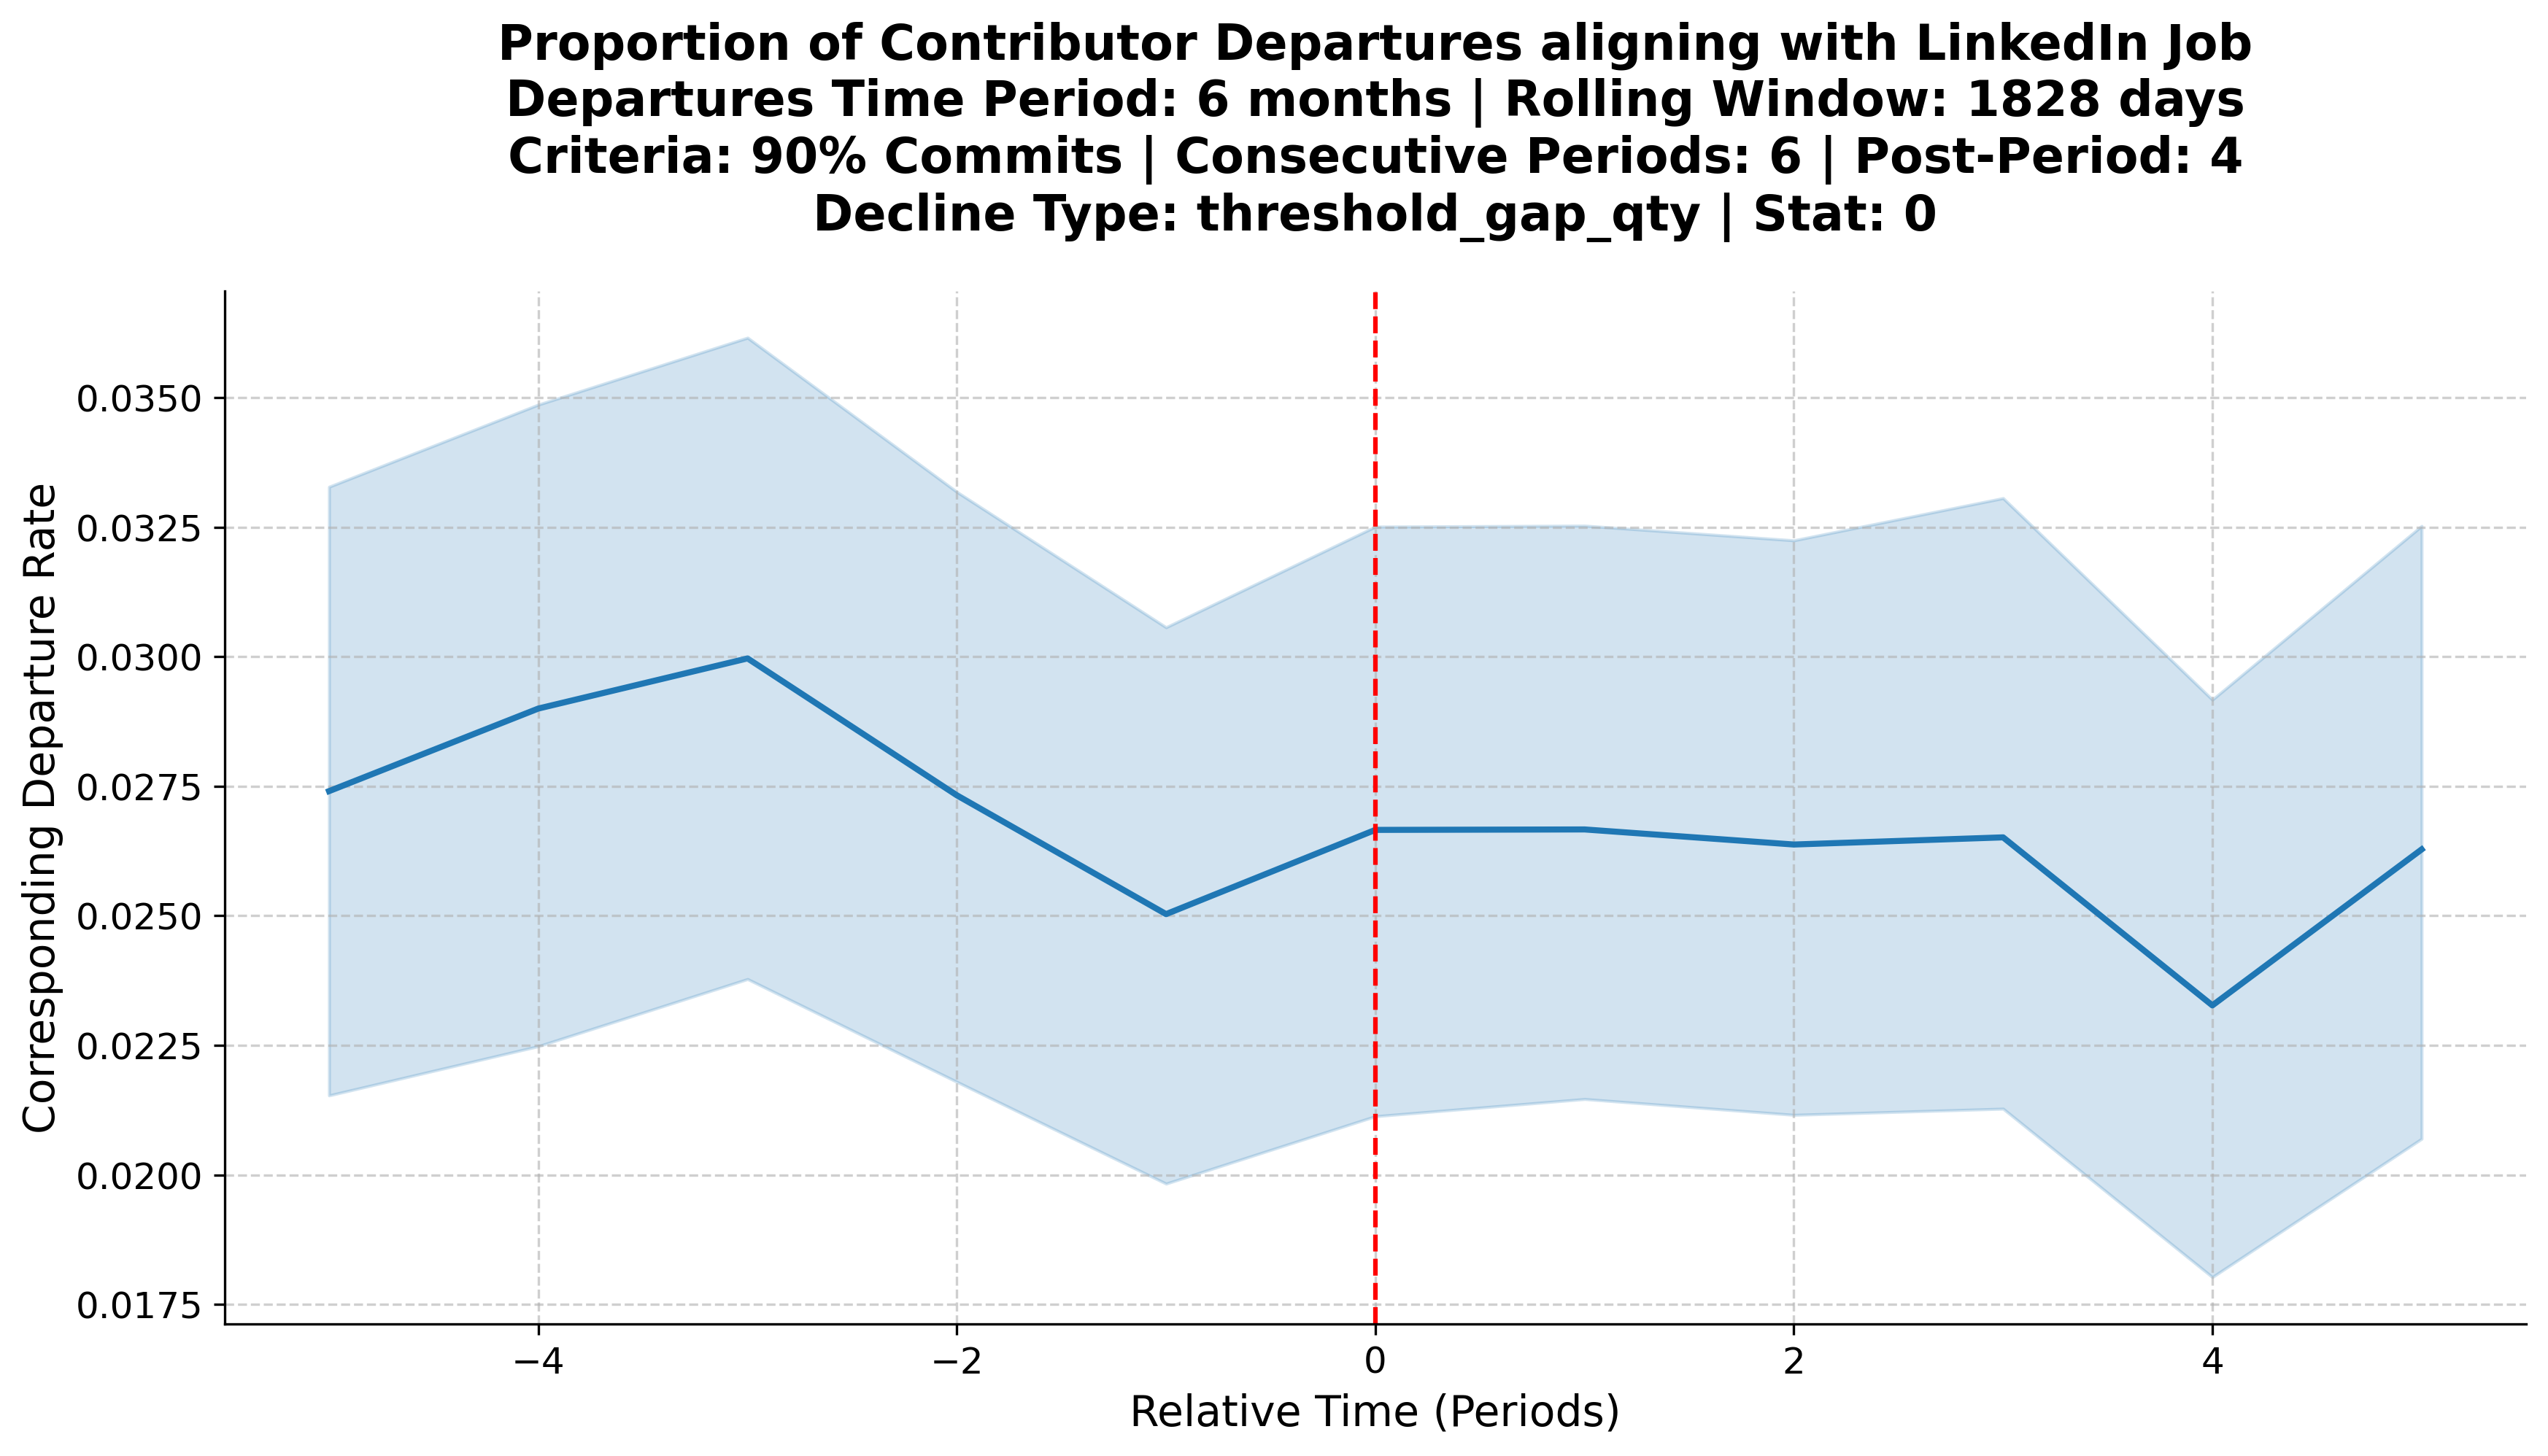 Proportion of Contributor Departures aligning with LinkedIn Job
Departures Time Period: 6 months | Rolling Window: 1828 days
Criteria: 90% Commits | Consecutive Periods: 6 | Post-Period: 4
Decline Type: threshold_gap_qty | Stat: 0
Corresponding Departure Rate
0.0350
0.0325
0.0300
0.0275
0.0250
0.0225
0.0200
0.0175
−4
−2
0
2
4
Relative Time (Periods)